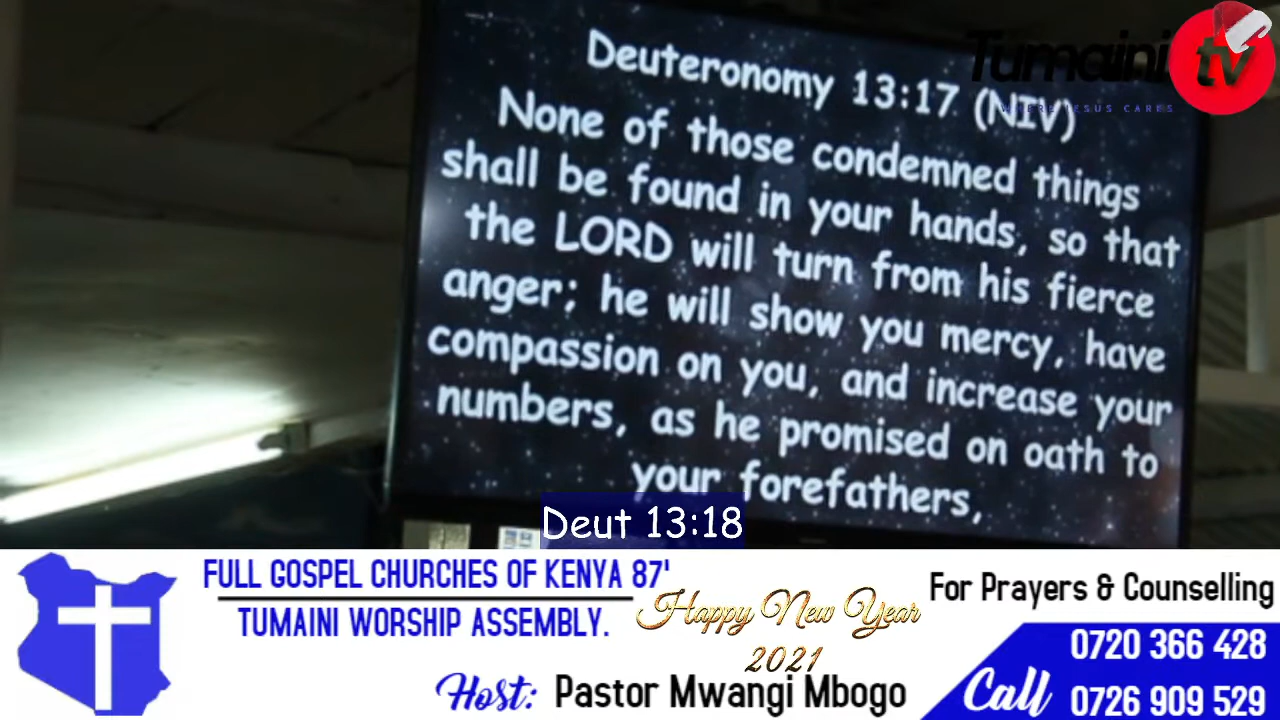 Deuteronomy 13:17 (NIV)
None of those condemned things
shall be found in your hands, so that
the LORD will turn from his fierce
anger; he will show you mercy, have
compassion on you, and increase your
numbers, as he promised on oath to
your forefathers,
Tumaini tv
WHERE JESUS CARES
Deut 13:18
FULL GOSPEL CHURCHES OF KENYA 87'
TUMAINI WORSHIP ASSEMBLY.
Happy New Year
2021
Host: Pastor Mwangi Mbogo
For Prayers & Counselling
Call
0720 366 428
0726 909 529